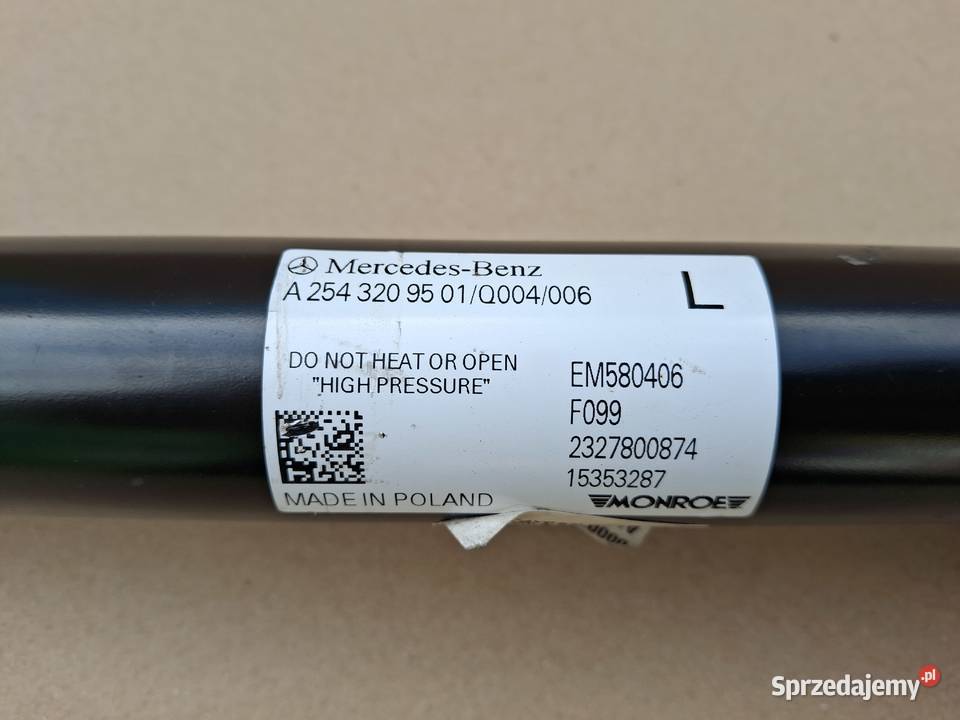 Mercedes-Benz
A 254 320 95 01/Q004/006
L
DO NOT HEAT OR OPEN
"HIGH PRESSURE"
EM580406
F099
2327800874
15353287
MADE IN POLAND
MONROE
Sprzedajemy.pl